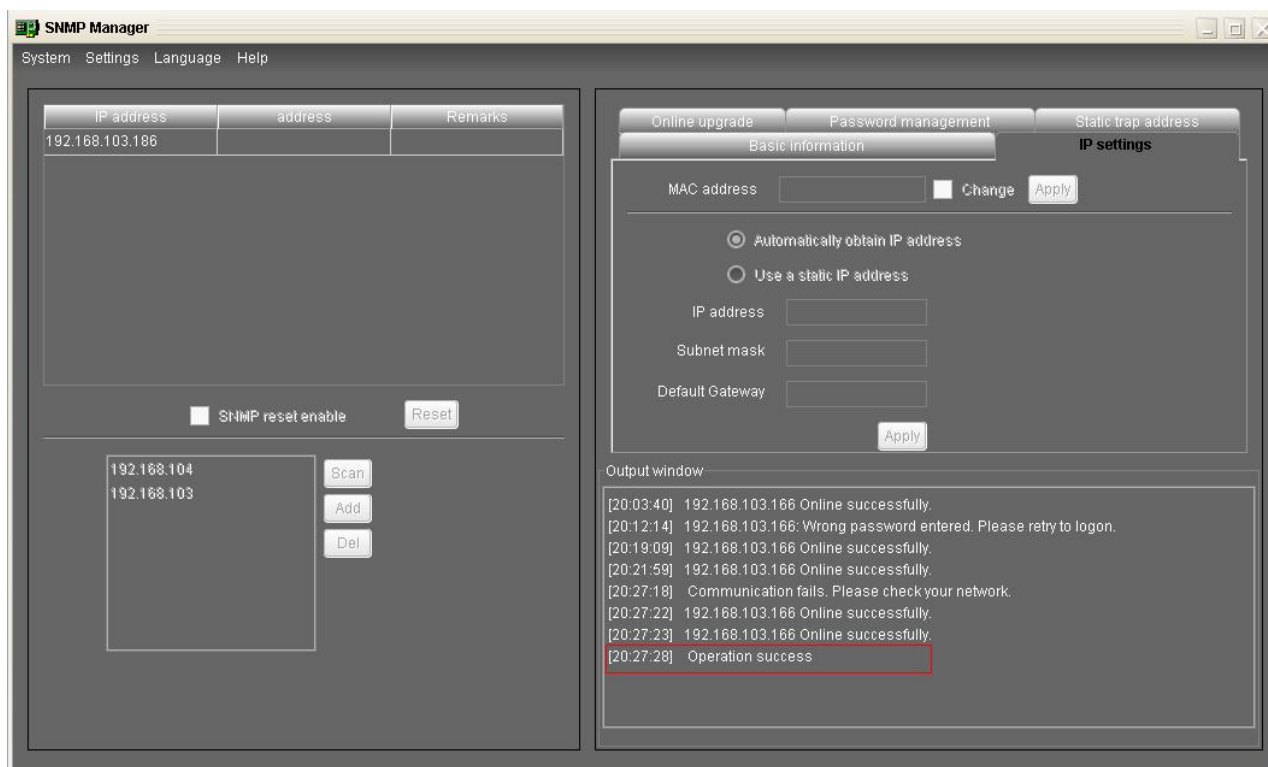 SNMP Manager
System Settings Language Help
IP address address Remarks
192.168.103.186
SNMP reset enable Reset
192.168.104
192.168.103
Scan
Add
Del
Online upgrade Password management Static trap address
Basic information IP settings
MAC address Change Apply
Automatically obtain IP address
Use a static IP address
IP address
Subnet mask
Default Gateway
Apply
Output window
[20:03:40] 192.168.103.166 Online successfully.
[20:12:14] 192.168.103.166: Wrong password entered. Please retry to logon.
[20:19:09] 192.168.103.166 Online successfully.
[20:21:59] 192.168.103.166 Online successfully.
[20:27:18] Communication fails. Please check your network.
[20:27:22] 192.168.103.166 Online successfully.
[20:27:23] 192.168.103.166 Online successfully.
[20:27:28] Operation success